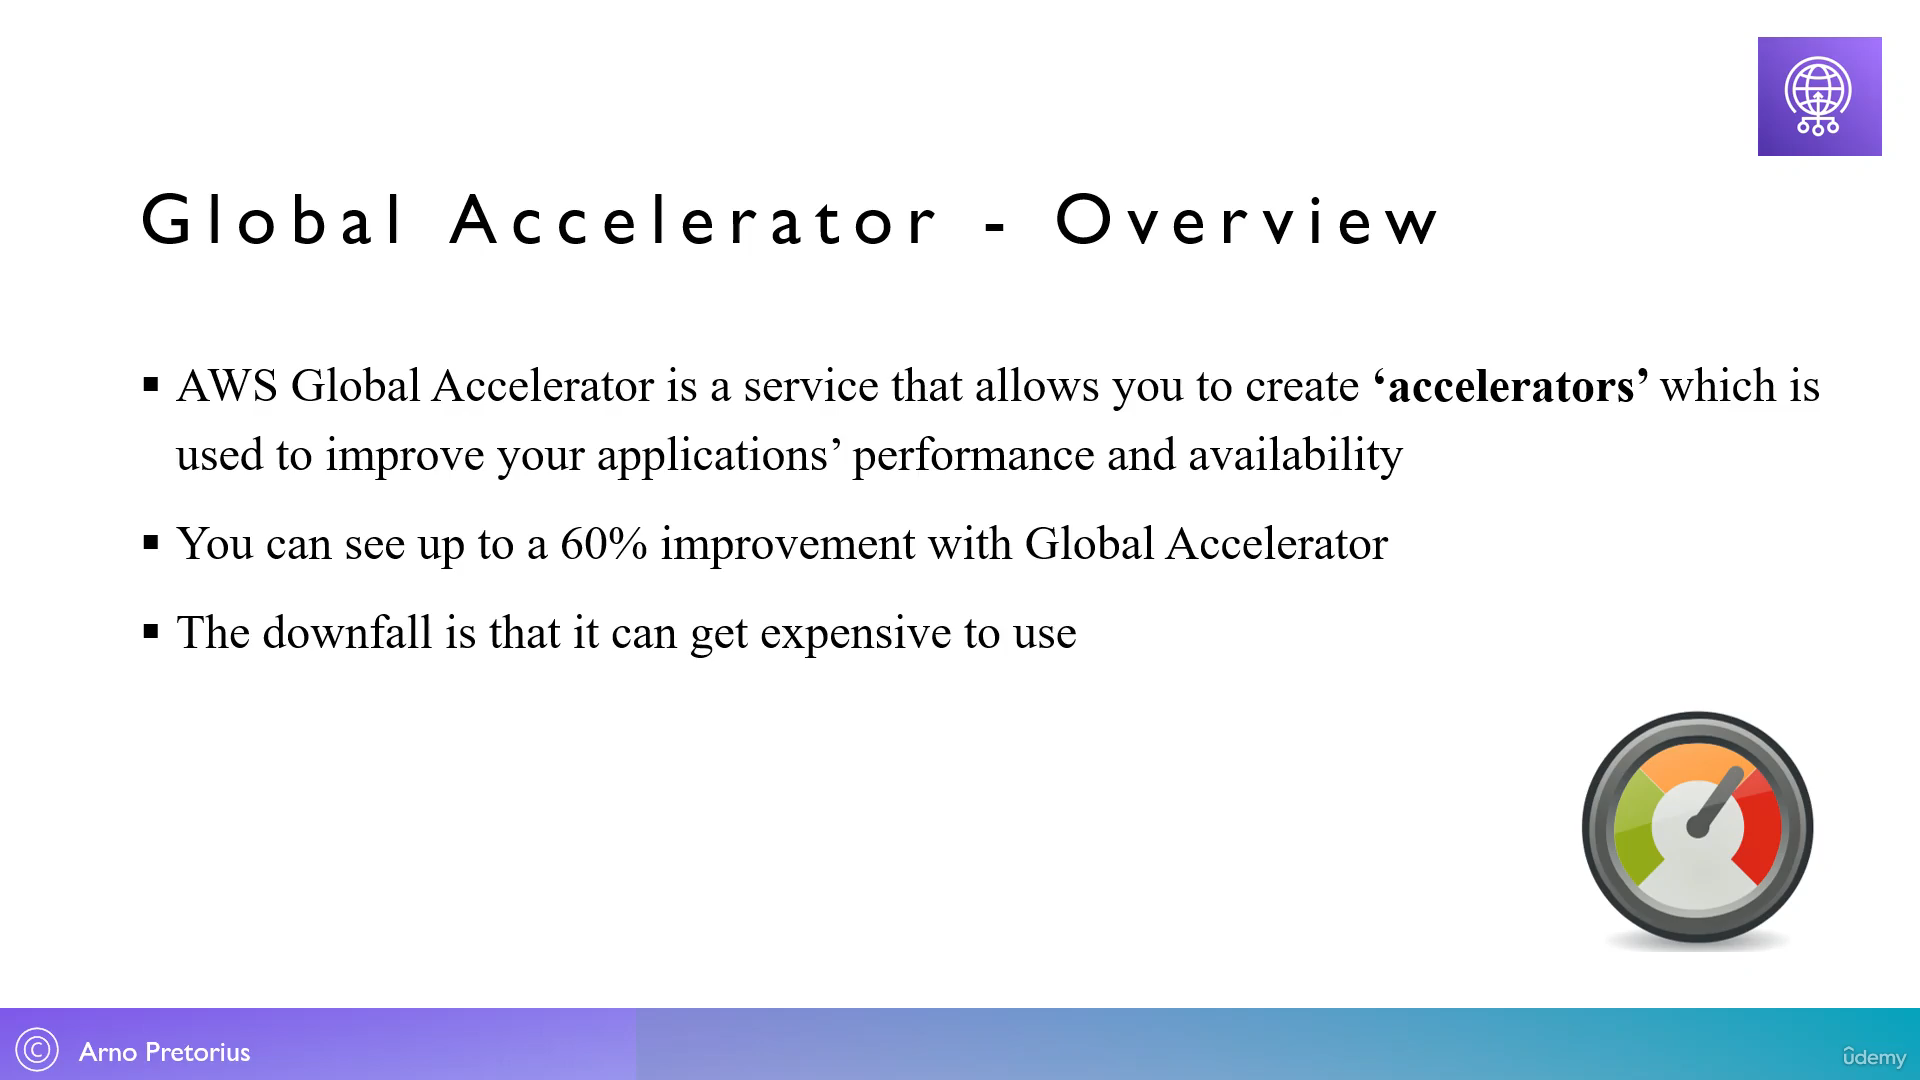 Global Accelerator - Overview
▪ AWS Global Accelerator is a service that allows you to create ‘accelerators’ which is
used to improve your applications’ performance and availability
▪ You can see up to a 60% improvement with Global Accelerator
▪ The downfall is that it can get expensive to use
© Arno Pretorius
ûdemy